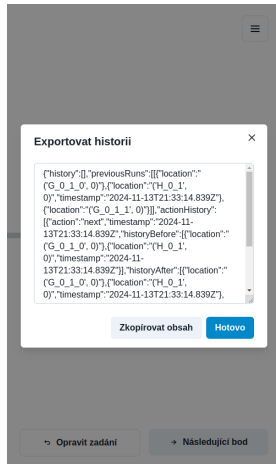 Exportovat historii
{"history":[],"previousRuns":[[{"location":"
('G_0_1_0', 0)"},{"location":"('H_0_1',
0)","timestamp":"2024-11-13T21:33:14.839Z"},
{"location":"('G_0_1_1', 0)"}]],"actionHistory":
[{"action":"next","timestamp":"2024-11-
13T21:33:14.839Z","historyBefore":[{"location":"
('G_0_1_0', 0)"},{"location":"('H_0_1',
0)","timestamp":"2024-11-
13T21:33:14.839Z"}],"historyAfter":[{"location":"
('G_0_1_0', 0)"},{"location":"('H_0_1',
0)","timestamp":"2024-11-13T21:33:14.839Z"},
Zkopírovat obsah
Hotovo
Opravit zadání
Následující bod